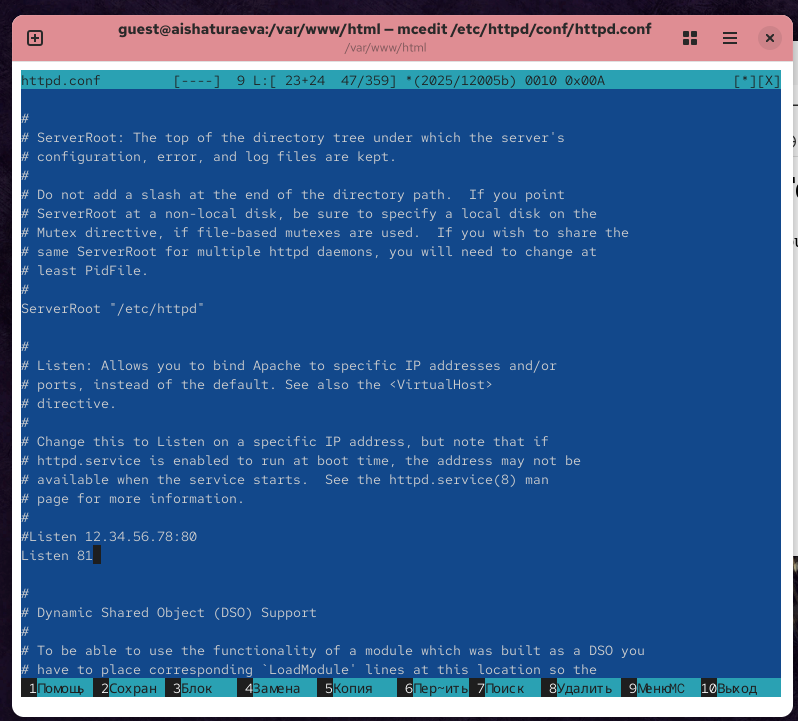 guest@aishaturaeva:/var/www/html — mcedit /etc/httpd/conf/httpd.conf
/var/www/html
httpd.conf         [----]  9 L:[ 23+24  47/359] *(2025/12005b) 0010 0x00A                [*][X]
#
# ServerRoot: The top of the directory tree under which the server's
# configuration, error, and log files are kept.
#
# Do not add a slash at the end of the directory path.  If you point
# ServerRoot at a non-local disk, be sure to specify a local disk on the
# Mutex directive, if file-based mutexes are used.  If you wish to share the
# same ServerRoot for multiple httpd daemons, you will need to change at
# least PidFile.
#
ServerRoot "/etc/httpd"
#
# Listen: Allows you to bind Apache to specific IP addresses and/or
# ports, instead of the default. See also the <VirtualHost>
# directive.
#
# Change this to Listen on a specific IP address, but note that if
# httpd.service is enabled to run at boot time, the address may not be
# available when the service starts.  See the httpd.service(8) man
# page for more information.
#
#Listen 12.34.56.78:80
Listen 81
#
# Dynamic Shared Object (DSO) Support
#
# To be able to use the functionality of a module which was built as a DSO you
# have to place corresponding `LoadModule' lines at this location so the
1Помощь 2Сохран 3Блок 4Замена 5Копия 6Пер~ить 7Поиск 8Удалить 9МенюMC 10Выход